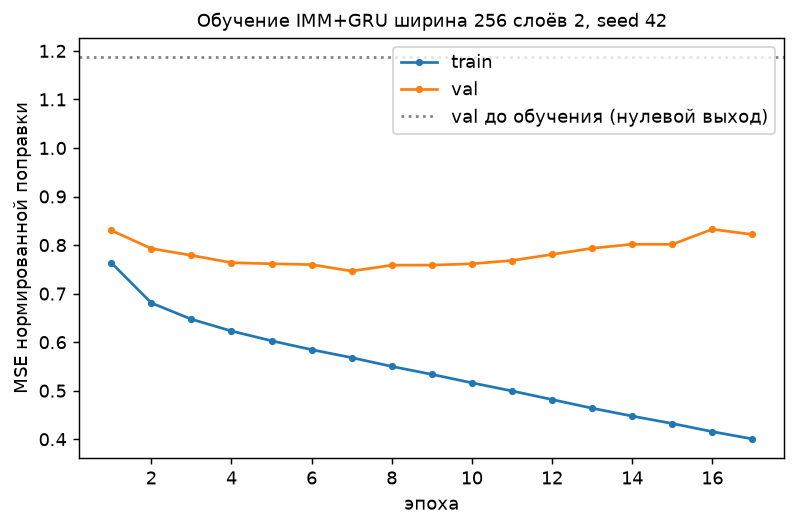 Обучение IMM+GRU ширина 256 слоёв 2, seed 42
MSE нормированной поправки
1.2
1.1
1.0
0.9
0.8
0.7
0.6
0.5
0.4
train
val
val до обучения (нулевой выход)
2 4 6 8 10 12 14 16
эпоха